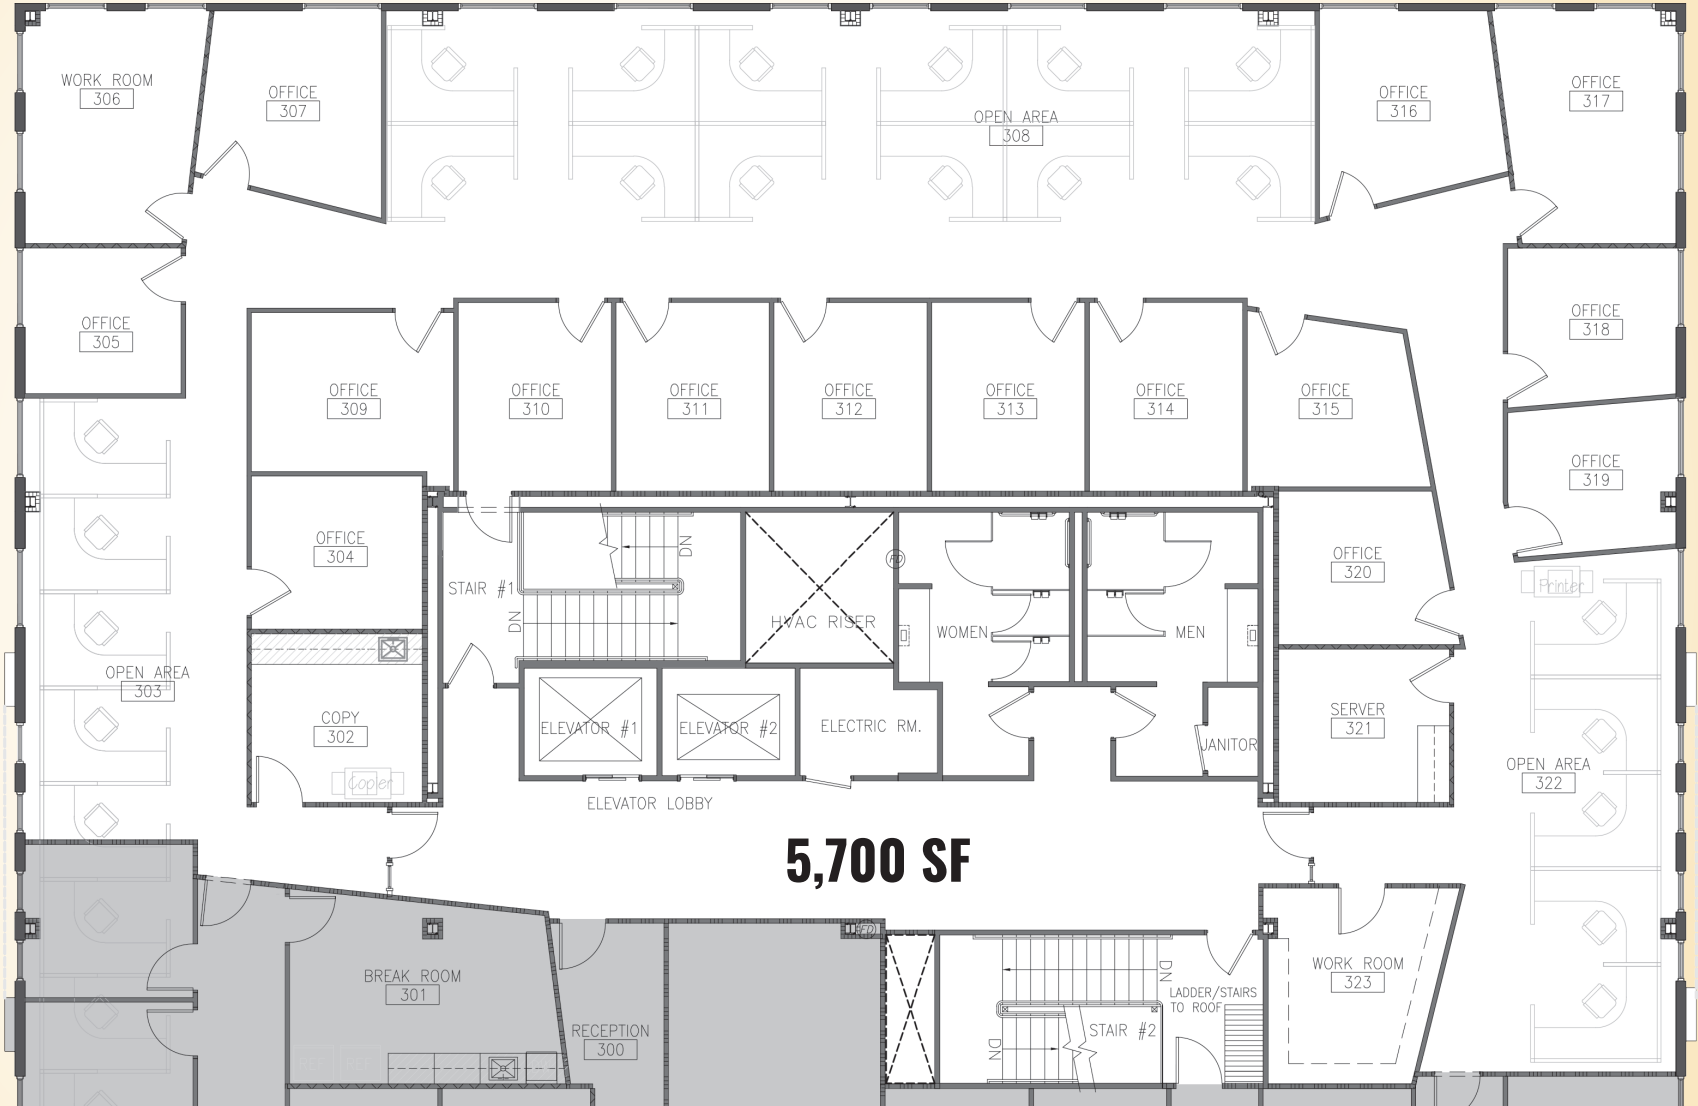 WORK ROOM
306
OFFICE
307
OPEN AREA
308
OFFICE
316
OFFICE
317
OFFICE
305
OFFICE
318
OFFICE
309
OFFICE
310
OFFICE
311
OFFICE
312
OFFICE
313
OFFICE
314
OFFICE
315
OFFICE
319
OFFICE
304
STAIR #1
DN
DN
HVAC RISER
FD
WOMEN
MEN
OFFICE
320
Printer
OPEN AREA
303
COPY
302
Copier
ELEVATOR #1
ELEVATOR #2
ELECTRIC RM.
JANITOR
SERVER
321
OPEN AREA
322
ELEVATOR LOBBY
5,700 SF
FD
BREAK ROOM
301
REF
REF
RECEPTION
300
DN
DN
STAIR #2
LADDER/STAIRS
TO ROOF
WORK ROOM
323